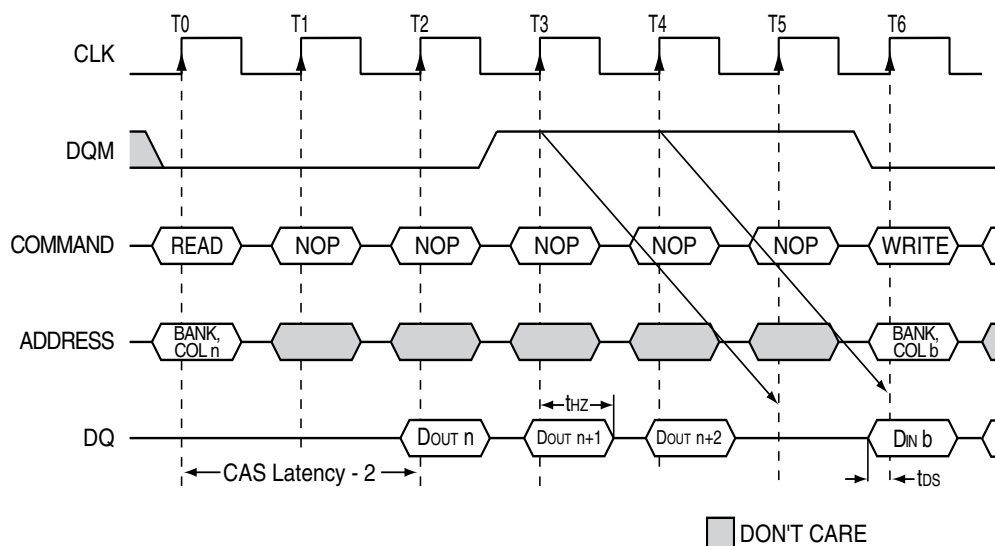 T0 T1 T2 T3 T4 T5 T6
CLK
DQM
COMMAND READ NOP NOP NOP NOP NOP WRITE
ADDRESS BANK, COL n BANK, COL b
tHZ
DQ DOUT n DOUT n+1 DOUT n+2 DIN b
CAS Latency - 2 tDS
DON'T CARE